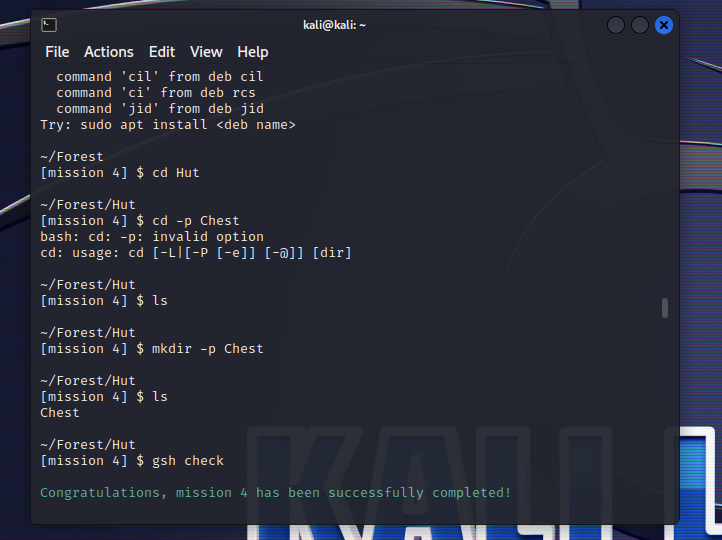 kali@kali: ~
File Actions Edit View Help
command 'cil' from deb cil
command 'ci' from deb rcs
command 'jid' from deb jid
Try: sudo apt install <deb name>
~/Forest
[mission 4] $ cd Hut
~/Forest/Hut
[mission 4] $ cd -p Chest
bash: cd: -p: invalid option
cd: usage: cd [-L|[-P [-e]] [-@]] [dir]
~/Forest/Hut
[mission 4] $ ls
~/Forest/Hut
[mission 4] $ mkdir -p Chest
~/Forest/Hut
[mission 4] $ ls
Chest
~/Forest/Hut
[mission 4] $ gsh check
Congratulations, mission 4 has been successfully completed!
KALI